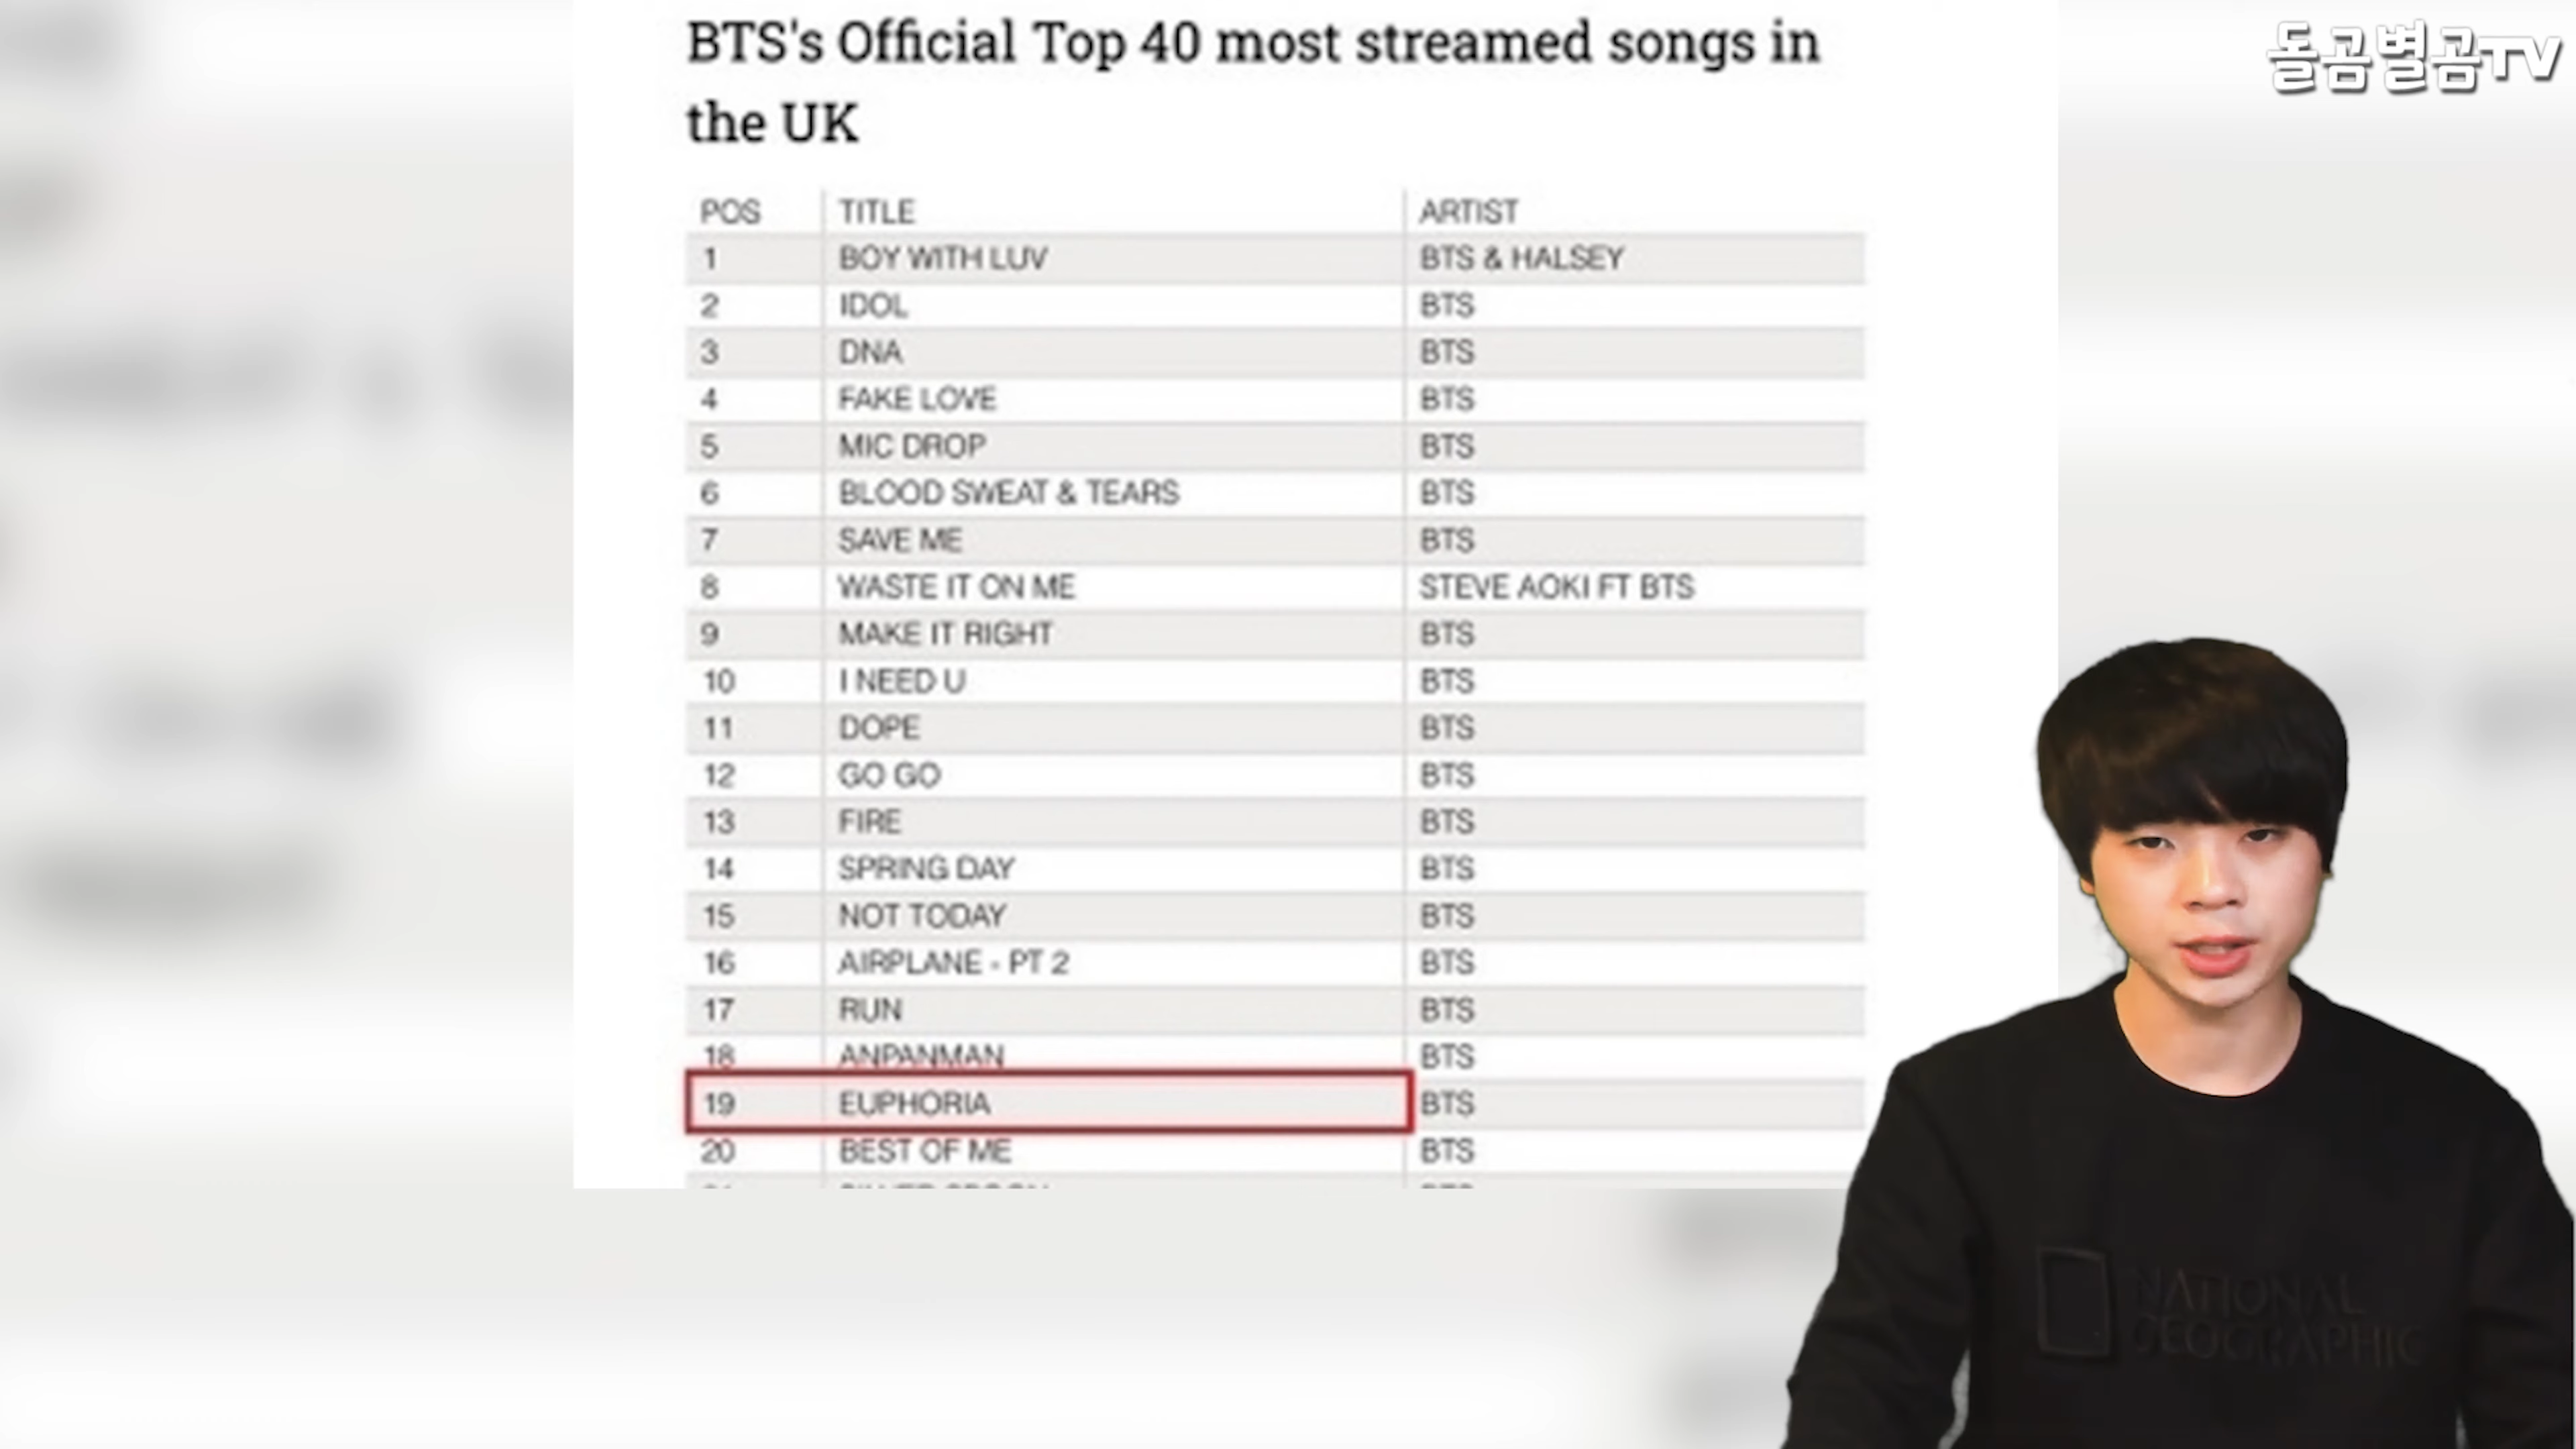 BTS's Official Top 40 most streamed songs in
the UK
돌곰별곰TV
POS TITLE ARTIST
1 BOY WITH LUV BTS & HALSEY
2 IDOL BTS
3 DNA BTS
4 FAKE LOVE BTS
5 MIC DROP BTS
6 BLOOD SWEAT & TEARS BTS
7 SAVE ME BTS
8 WASTE IT ON ME STEVE AOKI FT BTS
9 MAKE IT RIGHT BTS
10 I NEED U BTS
11 DOPE BTS
12 GO GO BTS
13 FIRE BTS
14 SPRING DAY BTS
15 NOT TODAY BTS
16 AIRPLANE - PT 2 BTS
17 RUN BTS
18 ANPANMAN BTS
19 EUPHORIA BTS
20 BEST OF ME BTS
NATIONAL
GEOGRAPHIC